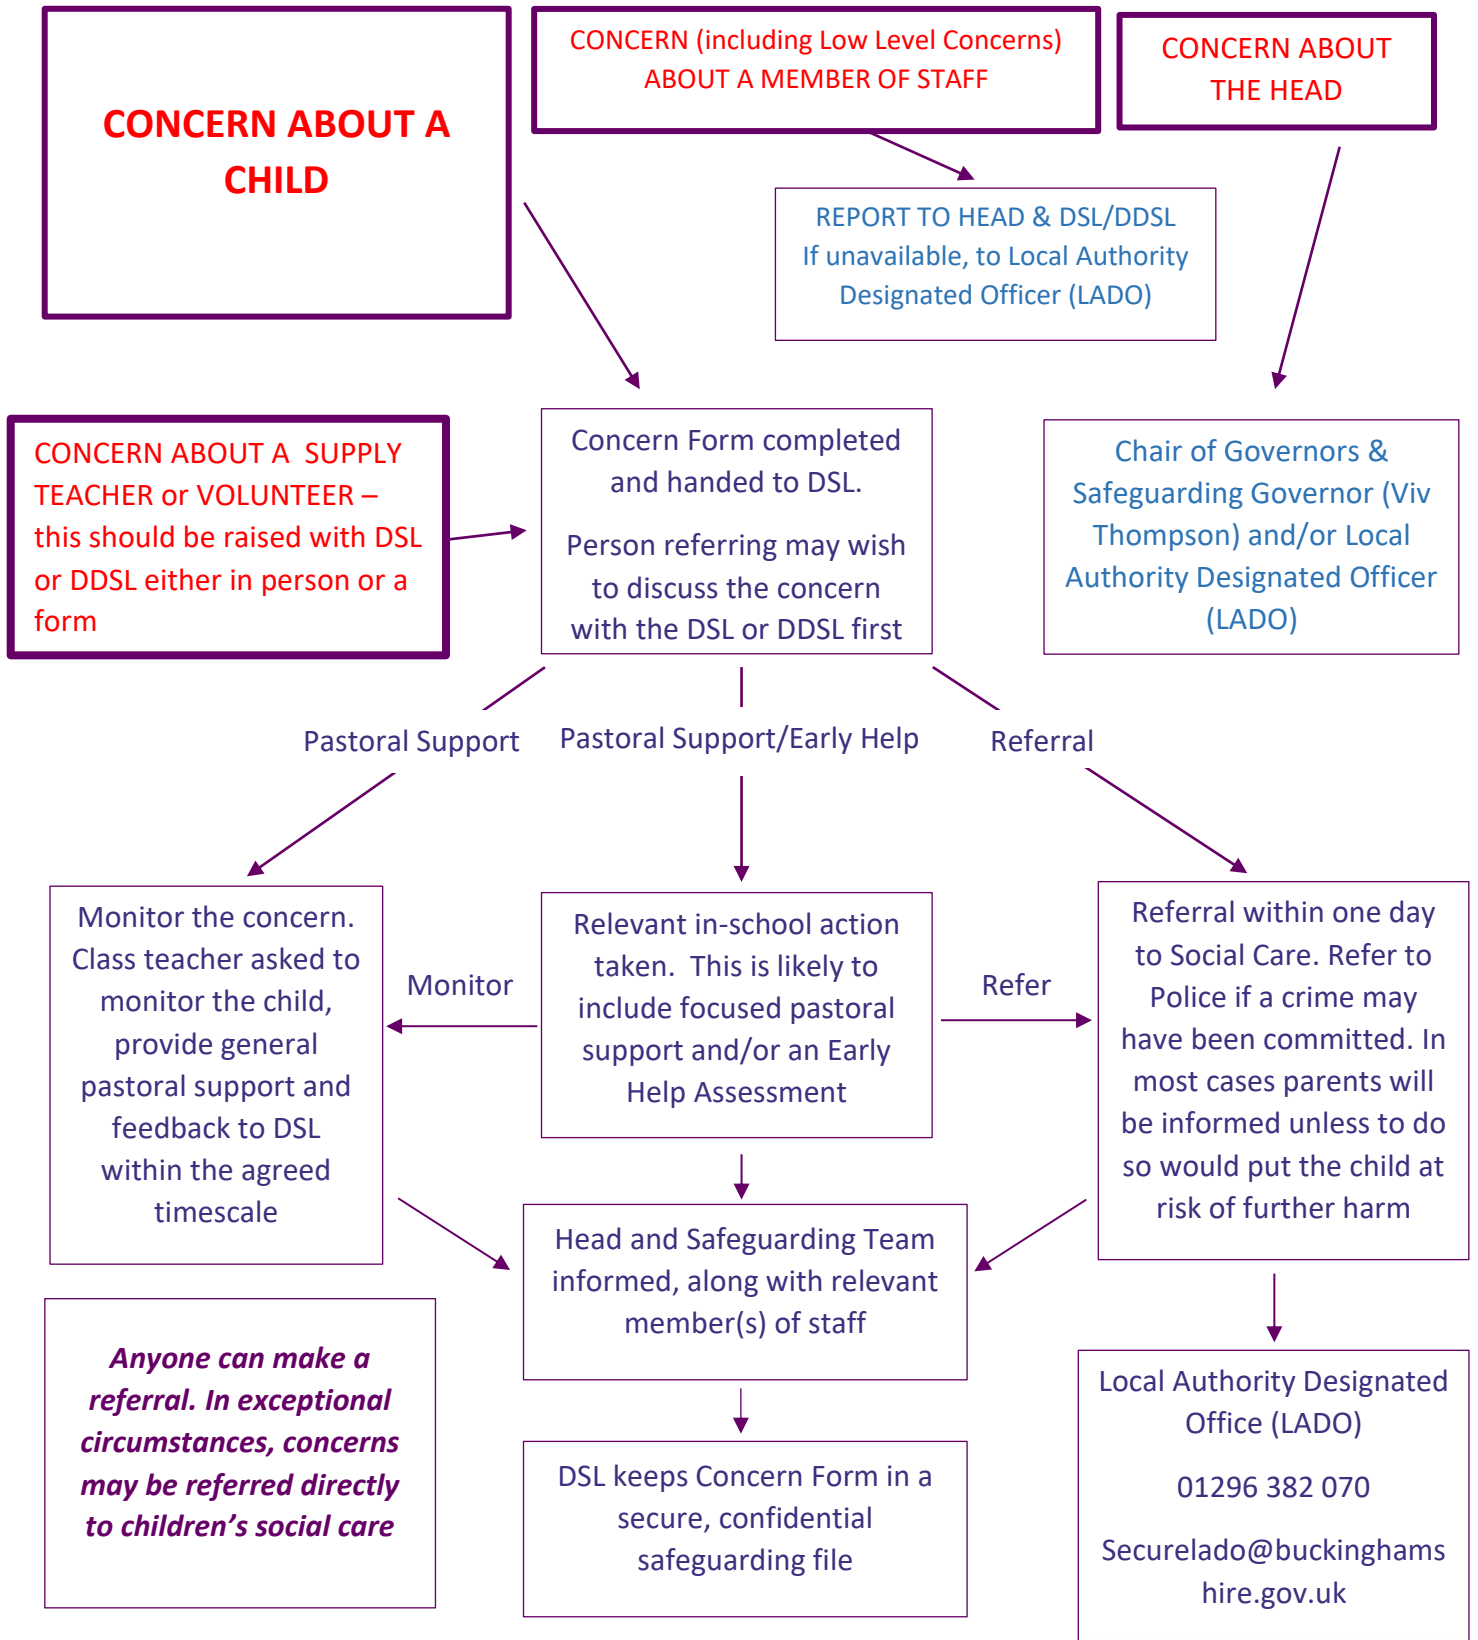 CONCERN ABOUT A
CHILD
CONCERN (including Low Level Concerns)
ABOUT A MEMBER OF STAFF
CONCERN ABOUT
THE HEAD
REPORT TO HEAD & DSL/DDSL
If unavailable, to Local Authority
Designated Officer (LADO)
CONCERN ABOUT A  SUPPLY
TEACHER or VOLUNTEER –
this should be raised with DSL
or DDSL either in person or a
form
Concern Form completed
and handed to DSL.
Person referring may wish
to discuss the concern
with the DSL or DDSL first
Chair of Governors &
Safeguarding Governor (Viv
Thompson) and/or Local
Authority Designated Officer
(LADO)
Pastoral Support
Pastoral Support/Early Help
Referral
Monitor the concern.
Class teacher asked to
monitor the child,
provide general
pastoral support and
feedback to DSL
within the agreed
timescale
Monitor
Relevant in-school action
taken.  This is likely to
include focused pastoral
support and/or an Early
Help Assessment
Refer
Referral within one day
to Social Care. Refer to
Police if a crime may
have been committed. In
most cases parents will
be informed unless to do
so would put the child at
risk of further harm
Head and Safeguarding Team
informed, along with relevant
member(s) of staff
Anyone can make a
referral. In exceptional
circumstances, concerns
may be referred directly
to children's social care
DSL keeps Concern Form in a
secure, confidential
safeguarding file
Local Authority Designated
Office (LADO)
01296 382 070
Securelado@buckinghams
hire.gov.uk